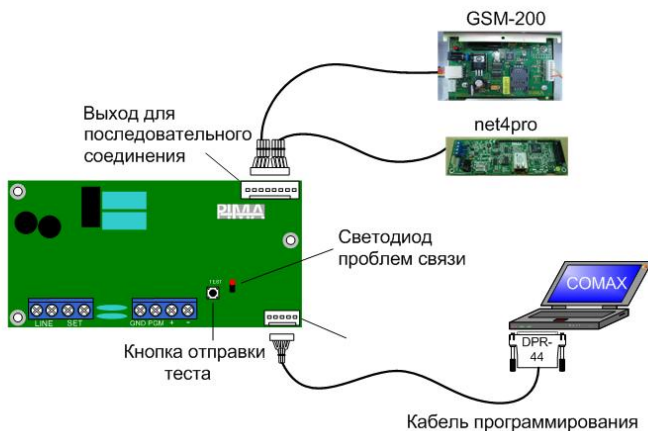 GSM-200
Выход для
последовательного
соединения
net4pro
PIMA
Светодиод
проблем связи
TEST
COMAX
LINE SET
GND PGM + -
DPR-
44
Кнопка отправки
теста
Кабель программирования